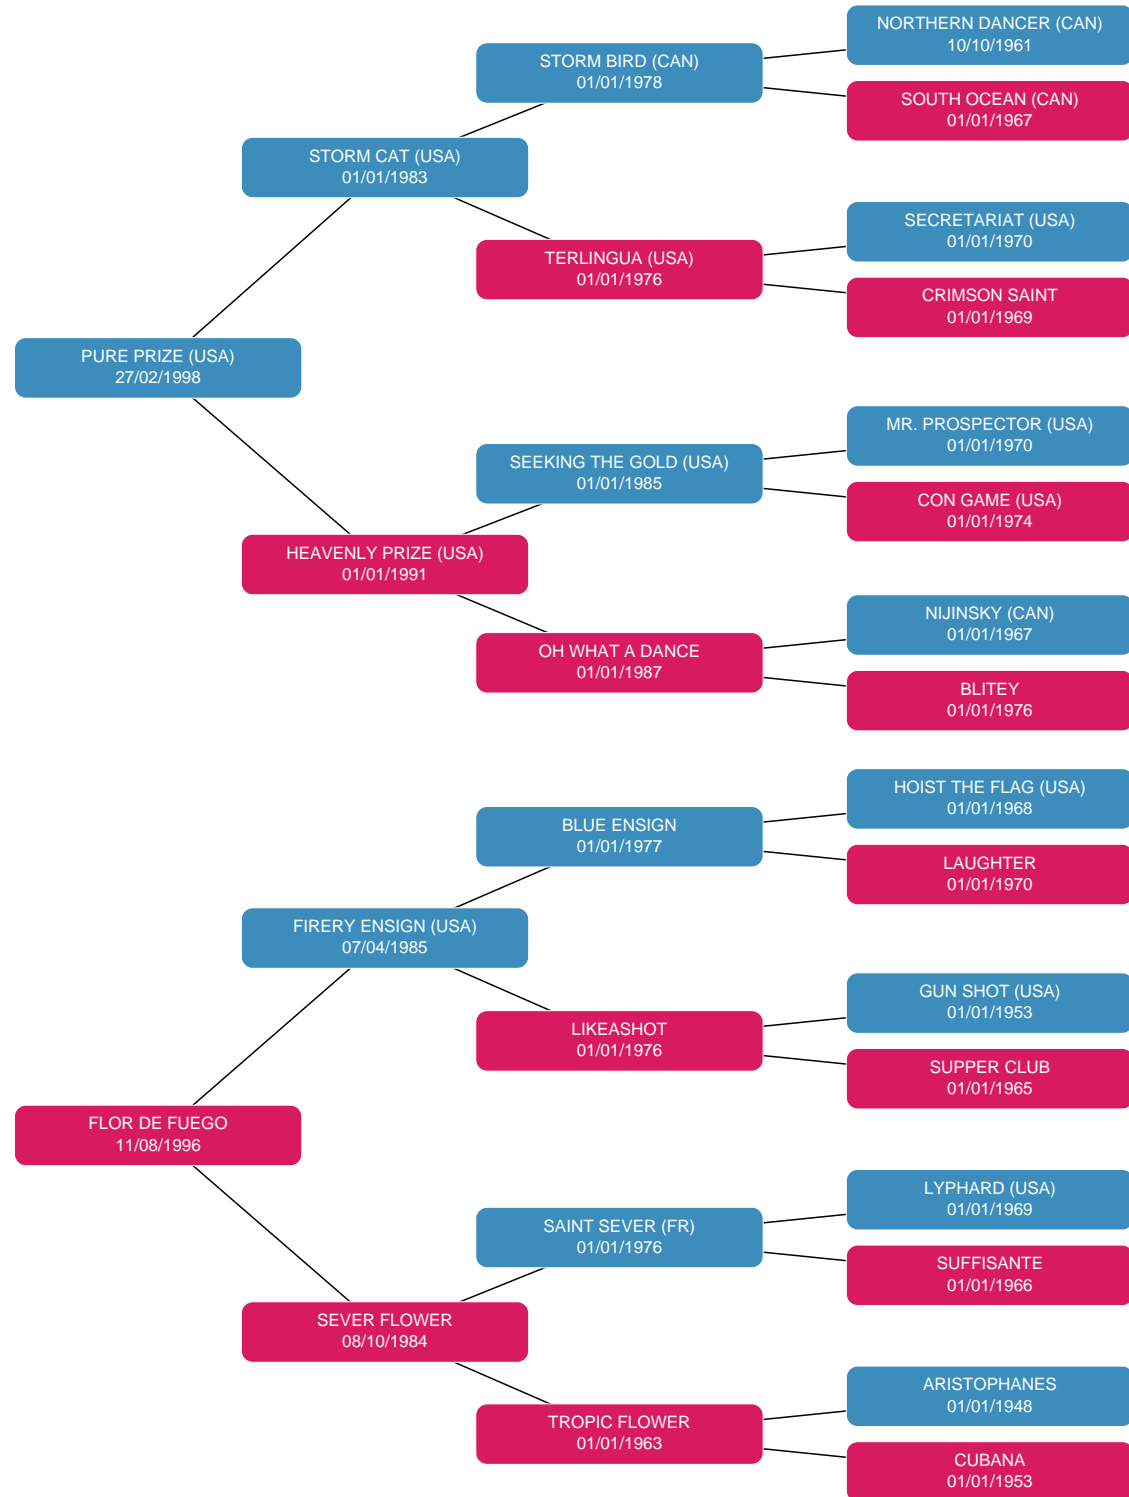 NORTHERN DANCER (CAN)
10/10/1961
STORM BIRD (CAN)
01/01/1978
SOUTH OCEAN (CAN)
01/01/1967
STORM CAT (USA)
01/01/1983
SECRETARIAT (USA)
01/01/1970
TERLINGUA (USA)
01/01/1976
CRIMSON SAINT
01/01/1969
PURE PRIZE (USA)
27/02/1998
MR. PROSPECTOR (USA)
01/01/1970
SEEKING THE GOLD (USA)
01/01/1985
CON GAME (USA)
01/01/1974
HEAVENLY PRIZE (USA)
01/01/1991
NIJINSKY (CAN)
01/01/1967
OH WHAT A DANCE
01/01/1987
BLITEY
01/01/1976
HOIST THE FLAG (USA)
01/01/1968
BLUE ENSIGN
01/01/1977
LAUGHTER
01/01/1970
FIRERY ENSIGN (USA)
07/04/1985
GUN SHOT (USA)
01/01/1953
LIKEASHOT
01/01/1976
SUPPER CLUB
01/01/1965
FLOR DE FUEGO
11/08/1996
LYPHARD (USA)
01/01/1969
SAINT SEVER (FR)
01/01/1976
SUFFISANTE
01/01/1966
SEVER FLOWER
08/10/1984
ARISTOPHANES
01/01/1948
TROPIC FLOWER
01/01/1963
CUBANA
01/01/1953